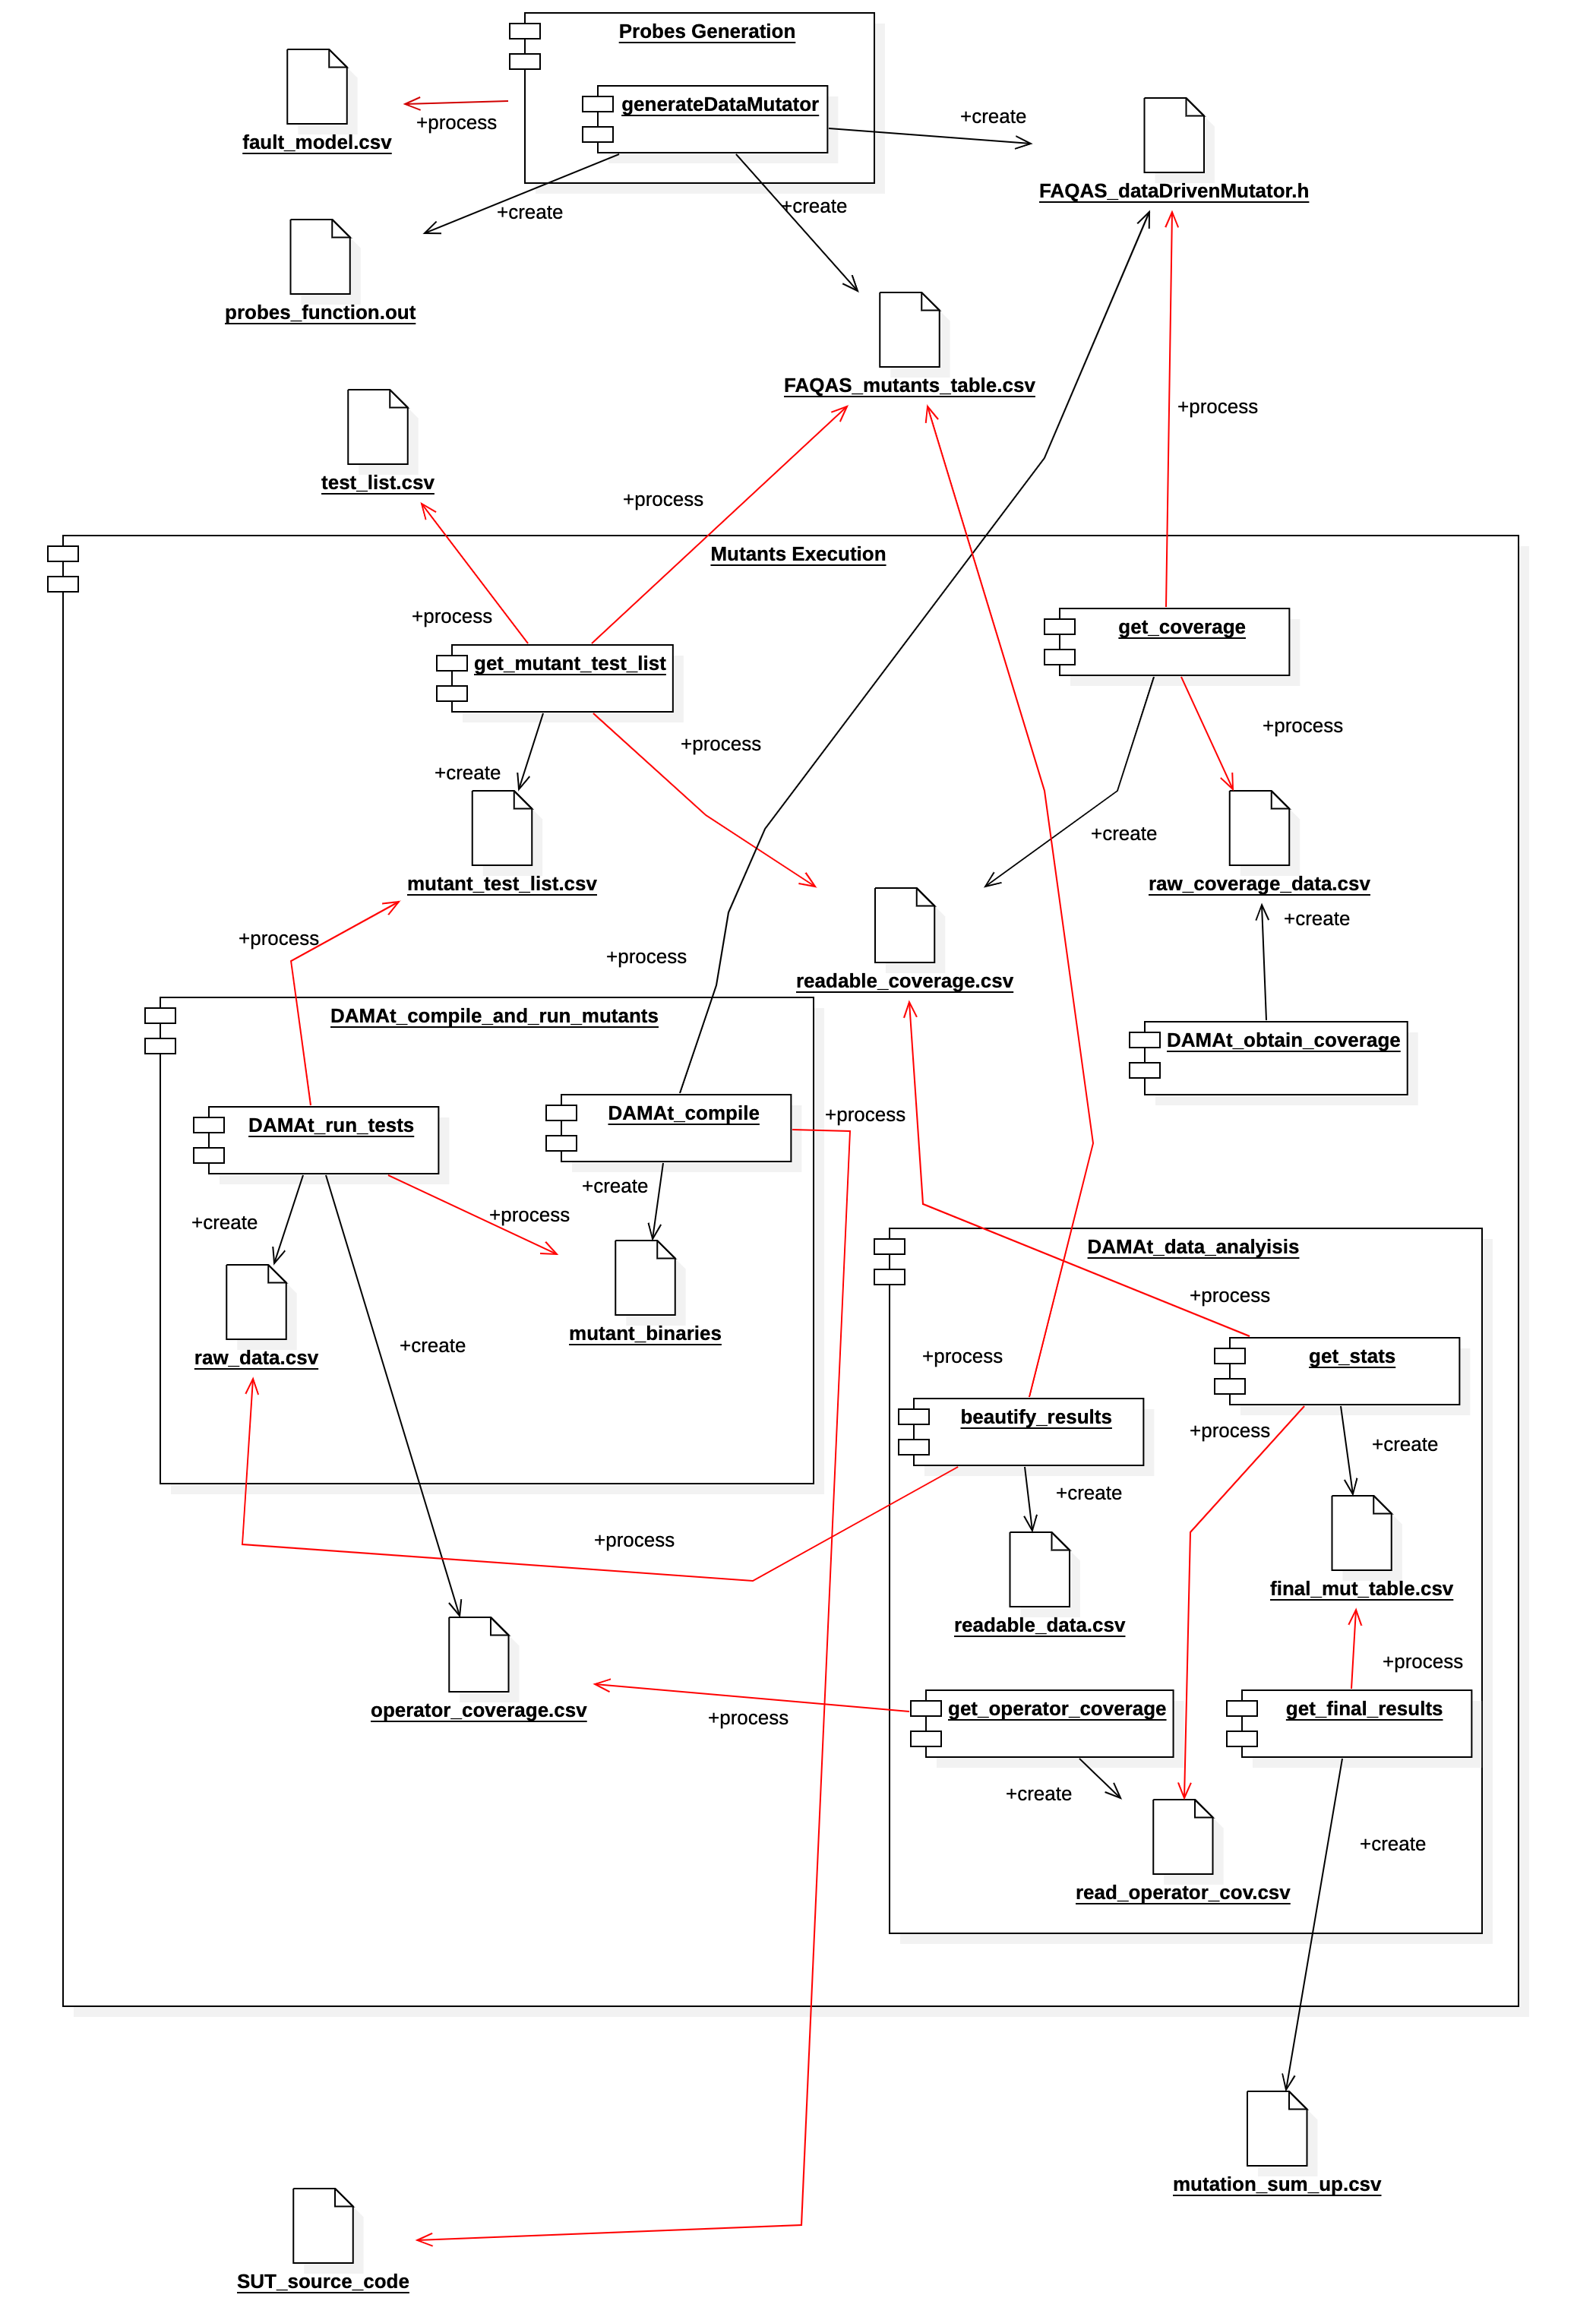 Probes Generation
generateDataMutator
+create
+process
fault_model.csv
FAQAS_dataDrivenMutator.h
+create
+create
probes_function.out
FAQAS_mutants_table.csv
+process
test_list.csv
+process
Mutants Execution
+process
get_coverage
get_mutant_test_list
+process
+process
+create
+create
mutant_test_list.csv
raw_coverage_data.csv
+create
+process
+process
readable_coverage.csv
DAMAt_compile_and_run_mutants
DAMAt_obtain_coverage
DAMAt_run_tests
DAMAt_compile
+process
+create
+create
+process
DAMAt_data_analyisis
+process
mutant_binaries
+create
raw_data.csv
+process
get_stats
beautify_results
+process
+create
+create
+process
final_mut_table.csv
readable_data.csv
+process
operator_coverage.csv
get_operator_coverage
get_final_results
+process
+create
+create
read_operator_cov.csv
mutation_sum_up.csv
SUT_source_code